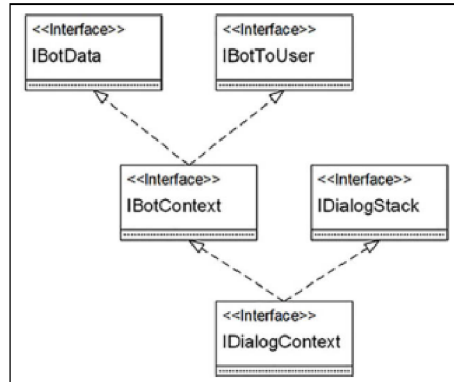 <<Interface>>
IBotData
<<Interface>>
IBotToUser
<<Interface>>
IBotContext
<<Interface>>
IDialogStack
<<Interface>>
IDialogContext